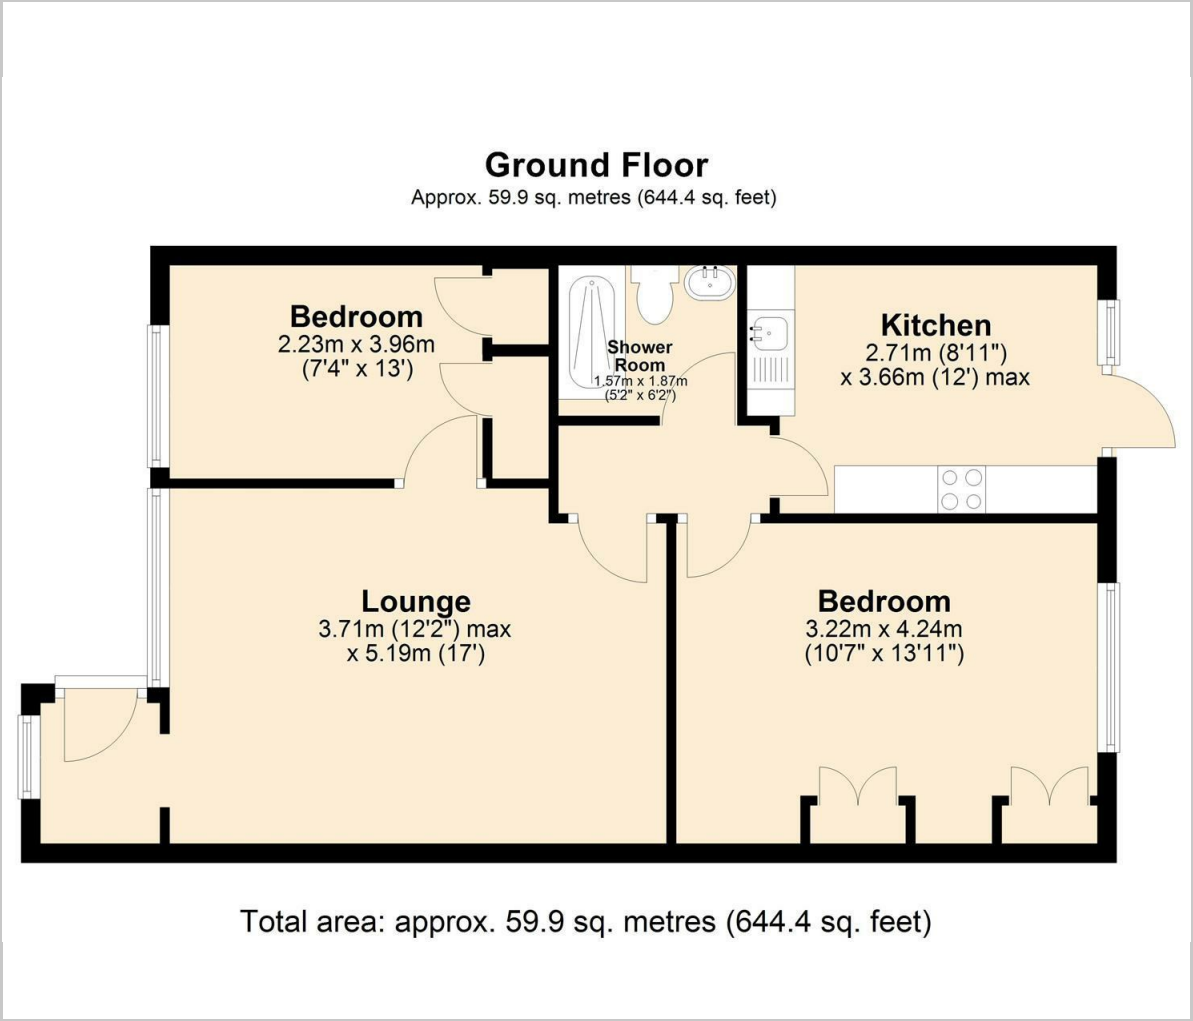 Ground Floor
Approx. 59.9 sq. metres (644.4 sq. feet)
Bedroom
2.23m x 3.96m
(7'4" x 13')
Shower
Room
1.57m x 1.87m
(5'2" x 6'2")
Kitchen
2.71m (8'11")
x 3.66m (12') max
Lounge
3.71m (12'2") max
x 5.19m (17')
Bedroom
3.22m x 4.24m
(10'7" x 13'11")
Total area: approx. 59.9 sq. metres (644.4 sq. feet)